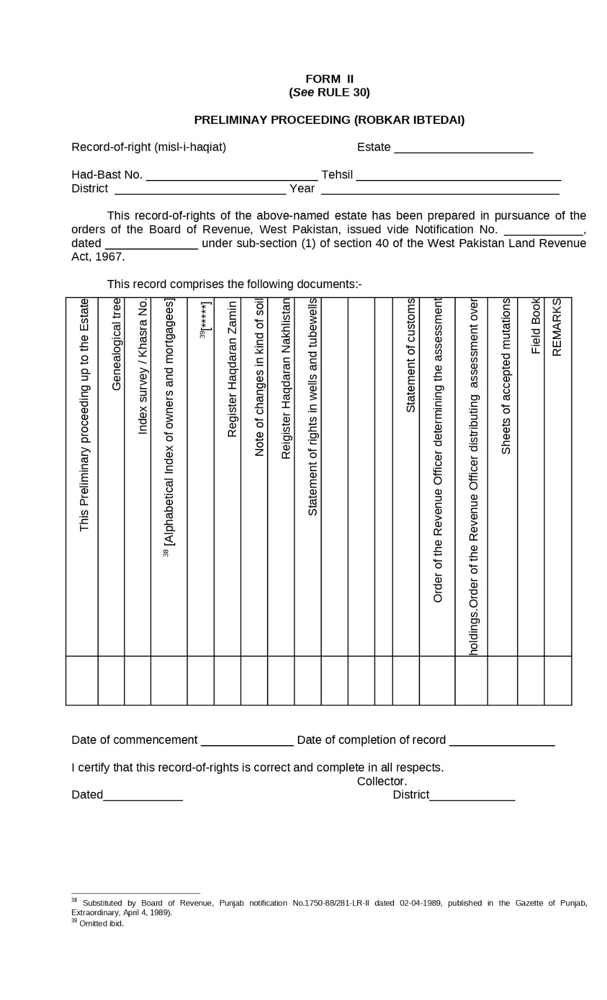 FORM  II
(See RULE 30)
PRELIMINAY PROCEEDING (ROBKAR IBTEDAI)
Record-of-right (misl-i-haqiat) Estate ______________________
Had-Bast No. ___________________________ Tehsil ________________________________
District ___________________________ Year _____________________________________
This record-of-rights of the above-named estate has been prepared in pursuance of the
orders of the Board of Revenue, West Pakistan, issued vide Notification No. ____________,
dated ______________ under sub-section (1) of section 40 of the West Pakistan Land Revenue
Act, 1967.
This record comprises the following documents:-
This Preliminary proceeding up to the Estate
Genealogical tree
Index survey / Khasra No.
38 [Alphabetical Index of owners and mortgagees]
39[*****]
Register Haqdaran Zamin
Note of changes in kind of soil
Reigister Haqdaran Nakhlistan
Statement of rights in wells and tubewells
Statement of customs
Order of the Revenue Officer determining the assessment
holdings.Order of the Revenue Officer distributing  assessment over
Sheets of accepted mutations
Field Book
REMARKS
Date of commencement ______________ Date of completion of record ________________
I certify that this record-of-rights is correct and complete in all respects.
Collector.
Dated____________ District_____________
38 Substituted by Board of Revenue, Punjab notification No.1750-88/281-LR-II dated 02-04-1989, published in the Gazette of Punjab,
Extraordinary, April 4, 1989).
39 Omitted ibid.